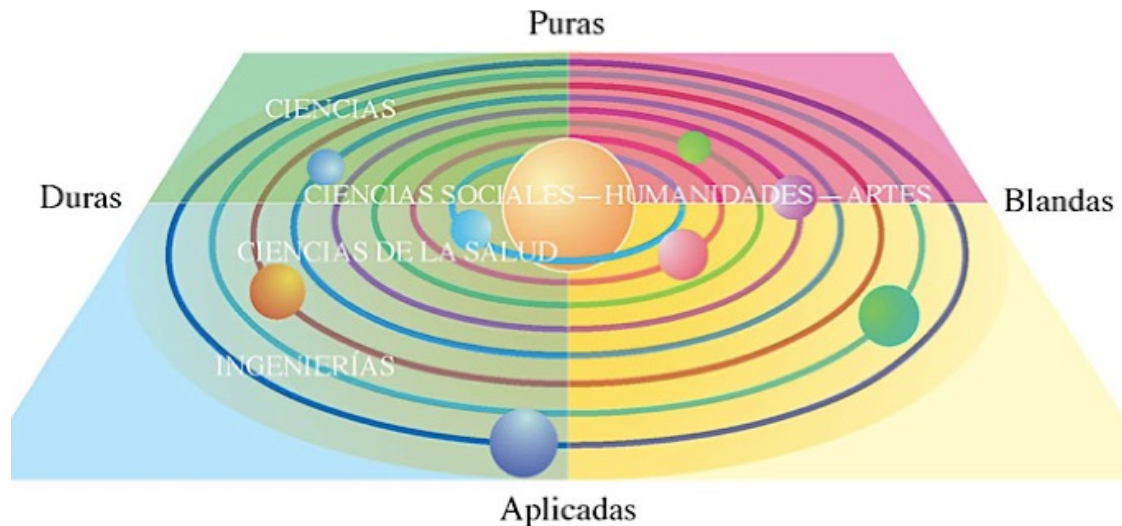 Puras
CIENCIAS
Duras
CIENCIAS SOCIALES—HUMANIDADES—ARTES
Blandas
CIENCIAS DE LA SALUD
INGENIERÍAS
Aplicadas